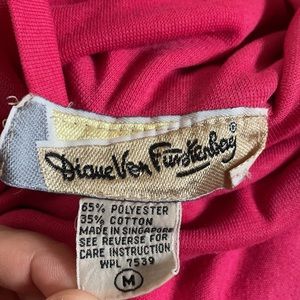 Diane Von Furstenberg®
65% POLYESTER
35% COTTON
MADE IN SINGAPORE
SEE REVERSE FOR
CARE INSTRUCTION
WPL 7539
M